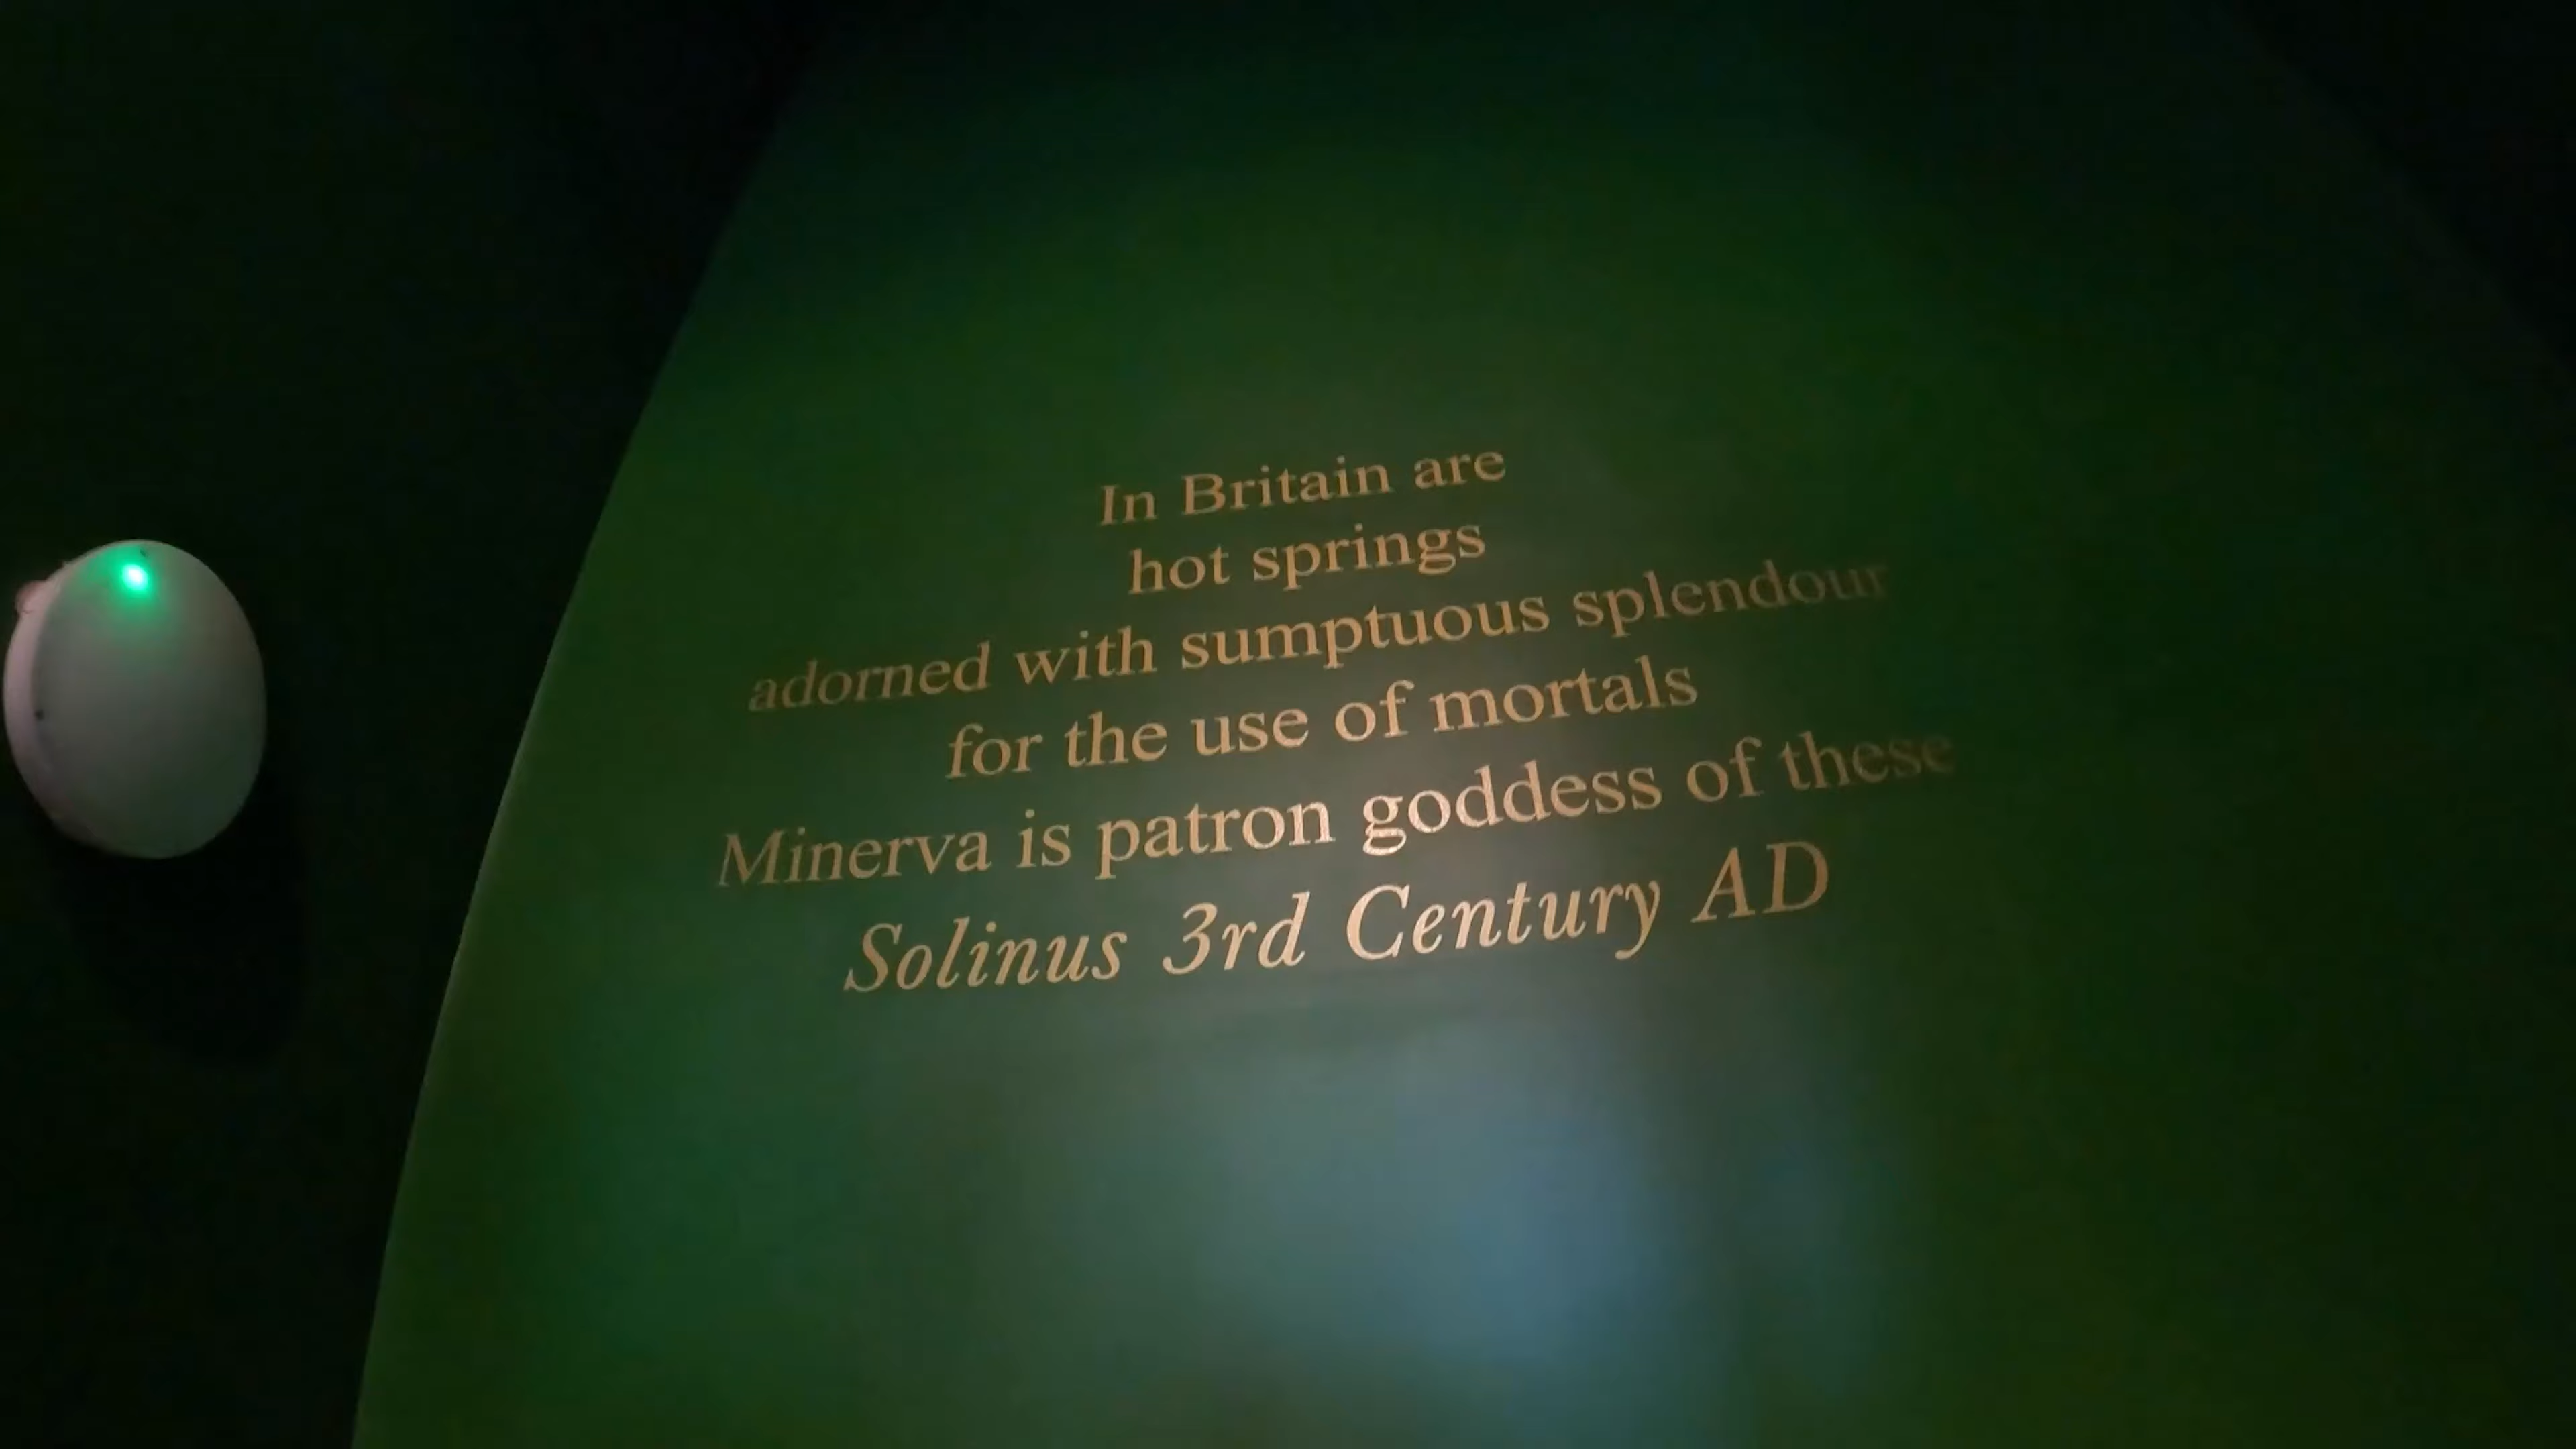 In Britain are
hot springs
adorned with sumptuous splendour
for the use of mortals
Minerva is patron goddess of these
Solinus 3rd Century AD